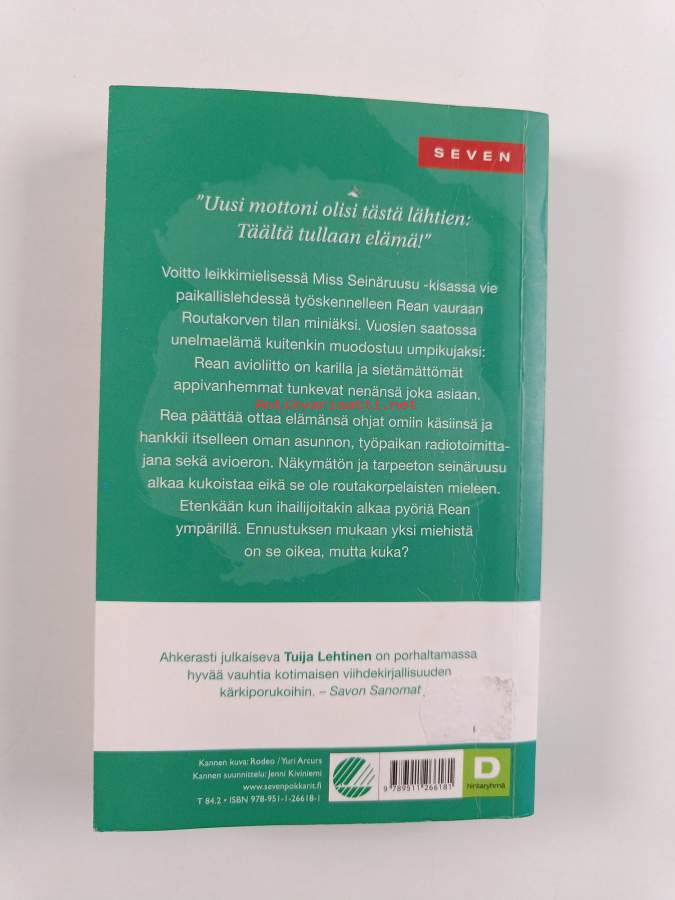 SEVEN
"Uusi mottoni olisi tästä lähtien:
Täältä tullaan elämä!"
Voitto leikkimielisessä Miss Seinäruusu -kisassa vie
paikallislehdessä työskennelleen Rean vauraan
Routakorven tilan miniäksi. Vuosien saatossa
unelmaelämä kuitenkin muodostuu umpikujaksi:
Rean avioliitto on karilla ja sietämättömät
appivanhemmat tunkevat nenänsä joka asiaan.
Antikvariaatti.net
Rea päättää ottaa elämänsä ohjat omiin käsiinsä ja
hankkii itselleen oman asunnon, työpaikan radiotoimitta-
jana sekä avioeron. Näkymätön ja tarpeeton seinäruusu
alkaa kukoistaa eikä se ole routakorpelaisten mieleen.
Etenkään kun ihailijoitakin alkaa pyöriä Rean
ympärillä. Ennustuksen mukaan yksi miehistä
on se oikea, mutta kuka?
Ahkerasti julkaiseva Tuija Lehtinen on porhaltamassa
hyvää vauhtia kotimaisen viihdekirjallisuuden
kärkiporukoihin. – Savon Sanomat
Kannen kuva: Rodeo / Yuri Arcurs
Kannen suunnittelu: Jenni Kiviniemi
www.sevenpokkarit.fi
T 84.2 • ISBN 978-951-1-26618-1
9 789511 266181
D
hintaryhmä